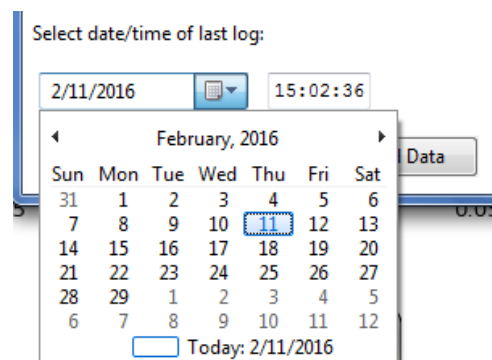 Select date/time of last log:
2/11/2016 15:02:36
February, 2016
Data
Sun Mon Tue Wed Thu Fri Sat
31 1 2 3 4 5 6
7 8 9 10 11 12 13
14 15 16 17 18 19 20
21 22 23 24 25 26 27
28 29 1 2 3 4 5
6 7 8 9 10 11 12
Today: 2/11/2016